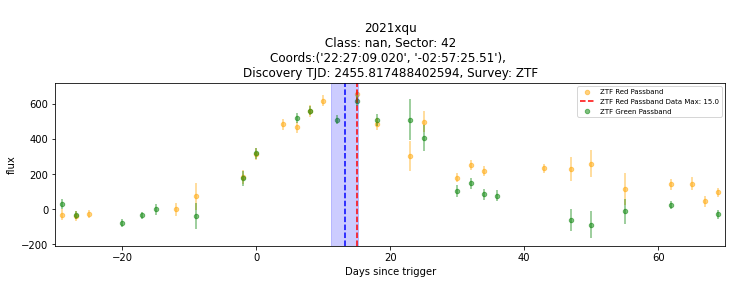 2021xqu
Class: nan, Sector: 42
Coords:('22:27:09.020', '-02:57:25.51'),
Discovery TJD: 2455.817488402594, Survey: ZTF
ZTF Red Passband
ZTF Red Passband Data Max: 15.0
ZTF Green Passband
flux
600
400
200
0
−200
−20
0
20
40
60
Days since trigger